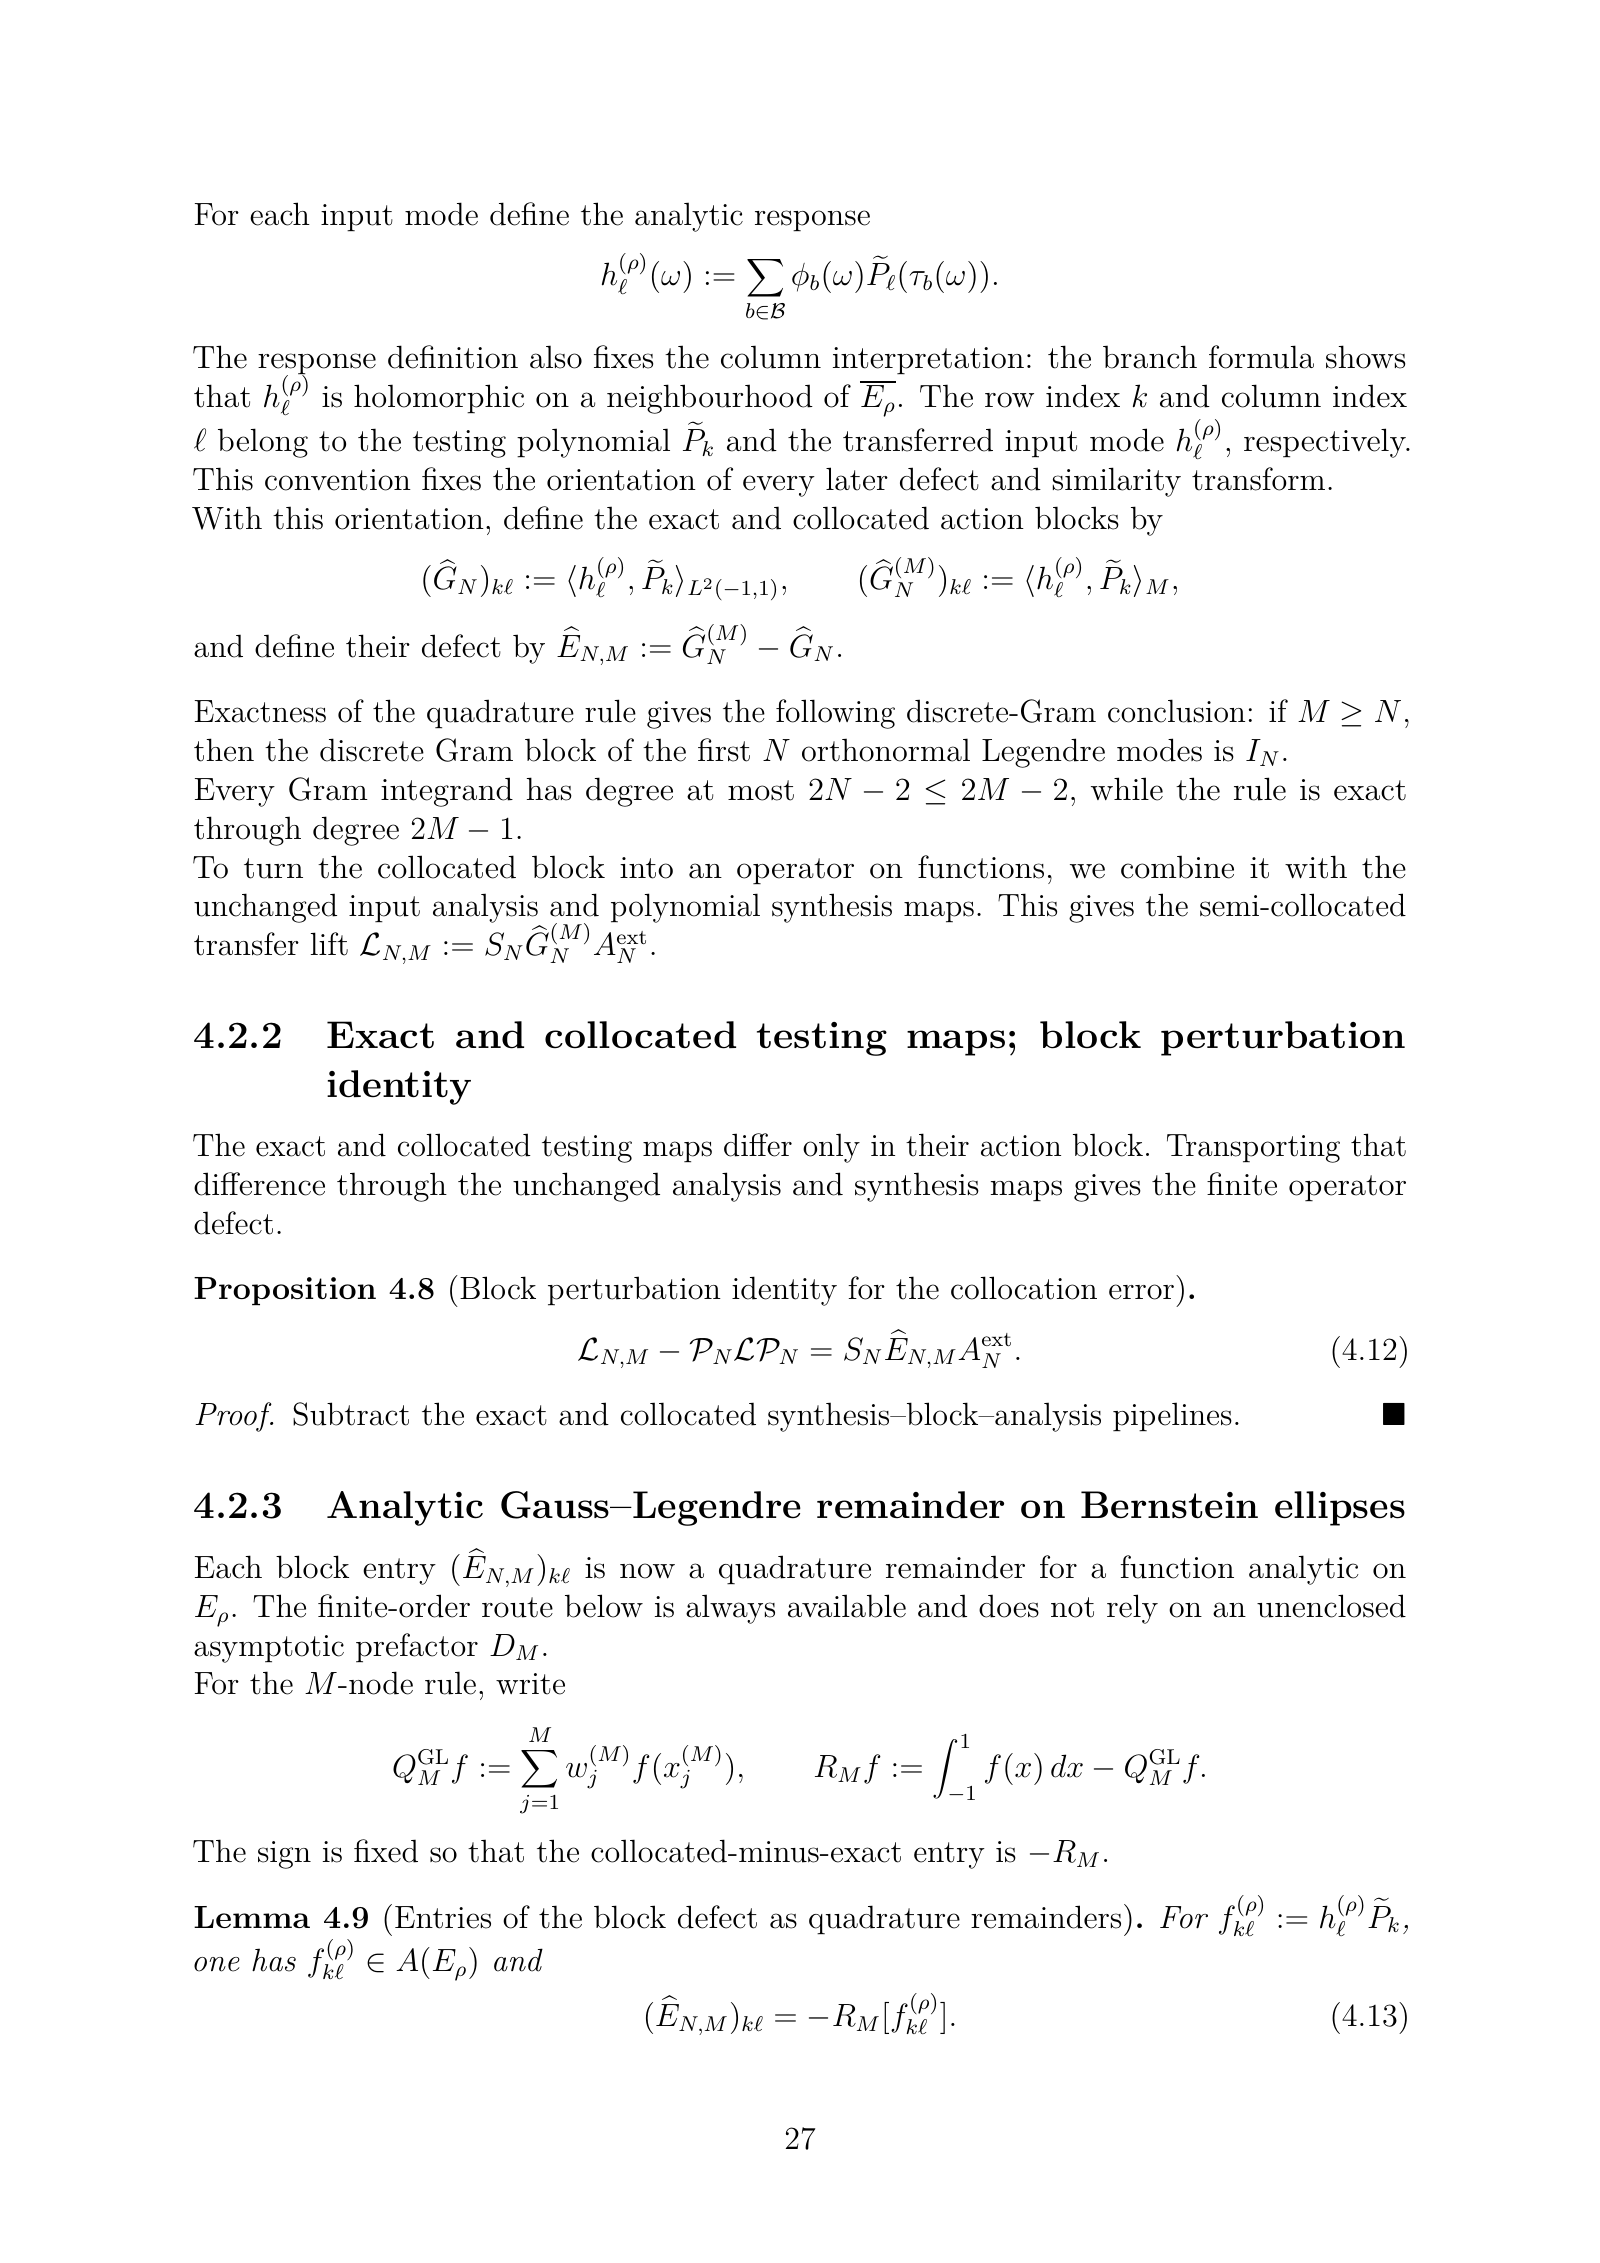 For each input mode define the analytic response
$$h_\ell^{(\rho)}(\omega) := \sum_{b\in\mathcal{B}} \phi_b(\omega)\widetilde{P}_\ell(\tau_b(\omega)).$$
The response definition also fixes the column interpretation: the branch formula shows
that $h_\ell^{(\rho)}$ is holomorphic on a neighbourhood of $\overline{E_\rho}$. The row index $k$ and column index
$\ell$ belong to the testing polynomial $\widetilde{P}_k$ and the transferred input mode $h_\ell^{(\rho)}$, respectively.
This convention fixes the orientation of every later defect and similarity transform.
With this orientation, define the exact and collocated action blocks by
$$(\widehat{G}_N)_{k\ell} := \langle h_\ell^{(\rho)}, \widetilde{P}_k\rangle_{L^2(-1,1)}, \qquad (\widehat{G}_N^{(M)})_{k\ell} := \langle h_\ell^{(\rho)}, \widetilde{P}_k\rangle_M,$$
and define their defect by $\widehat{E}_{N,M} := \widehat{G}_N^{(M)} - \widehat{G}_N$.
Exactness of the quadrature rule gives the following discrete-Gram conclusion: if $M \geq N$,
then the discrete Gram block of the first $N$ orthonormal Legendre modes is $I_N$.
Every Gram integrand has degree at most $2N - 2 \leq 2M - 2$, while the rule is exact
through degree $2M - 1$.
To turn the collocated block into an operator on functions, we combine it with the
unchanged input analysis and polynomial synthesis maps. This gives the semi-collocated
transfer lift $\mathcal{L}_{N,M} := S_N\widehat{G}_N^{(M)}A_N^{\mathrm{ext}}$.
4.2.2 Exact and collocated testing maps; block perturbation
identity
The exact and collocated testing maps differ only in their action block. Transporting that
difference through the unchanged analysis and synthesis maps gives the finite operator
defect.
Proposition 4.8 (Block perturbation identity for the collocation error).
$$\mathcal{L}_{N,M} - \mathcal{P}_N\mathcal{L}\mathcal{P}_N = S_N\widehat{E}_{N,M}A_N^{\mathrm{ext}}. \qquad (4.12)$$
Proof. Subtract the exact and collocated synthesis–block–analysis pipelines. ■
4.2.3 Analytic Gauss–Legendre remainder on Bernstein ellipses
Each block entry $(\widehat{E}_{N,M})_{k\ell}$ is now a quadrature remainder for a function analytic on
$E_\rho$. The finite-order route below is always available and does not rely on an unenclosed
asymptotic prefactor $D_M$.
For the $M$-node rule, write
$$Q_M^{\mathrm{GL}} f := \sum_{j=1}^{M} w_j^{(M)} f(x_j^{(M)}), \qquad R_M f := \int_{-1}^{1} f(x)\,dx - Q_M^{\mathrm{GL}} f.$$
The sign is fixed so that the collocated-minus-exact entry is $-R_M$.
Lemma 4.9 (Entries of the block defect as quadrature remainders). For $f_{k\ell}^{(\rho)} := h_\ell^{(\rho)}\widetilde{P}_k$,
one has $f_{k\ell}^{(\rho)} \in A(E_\rho)$ and
$$(\widehat{E}_{N,M})_{k\ell} = -R_M[f_{k\ell}^{(\rho)}]. \qquad (4.13)$$
27